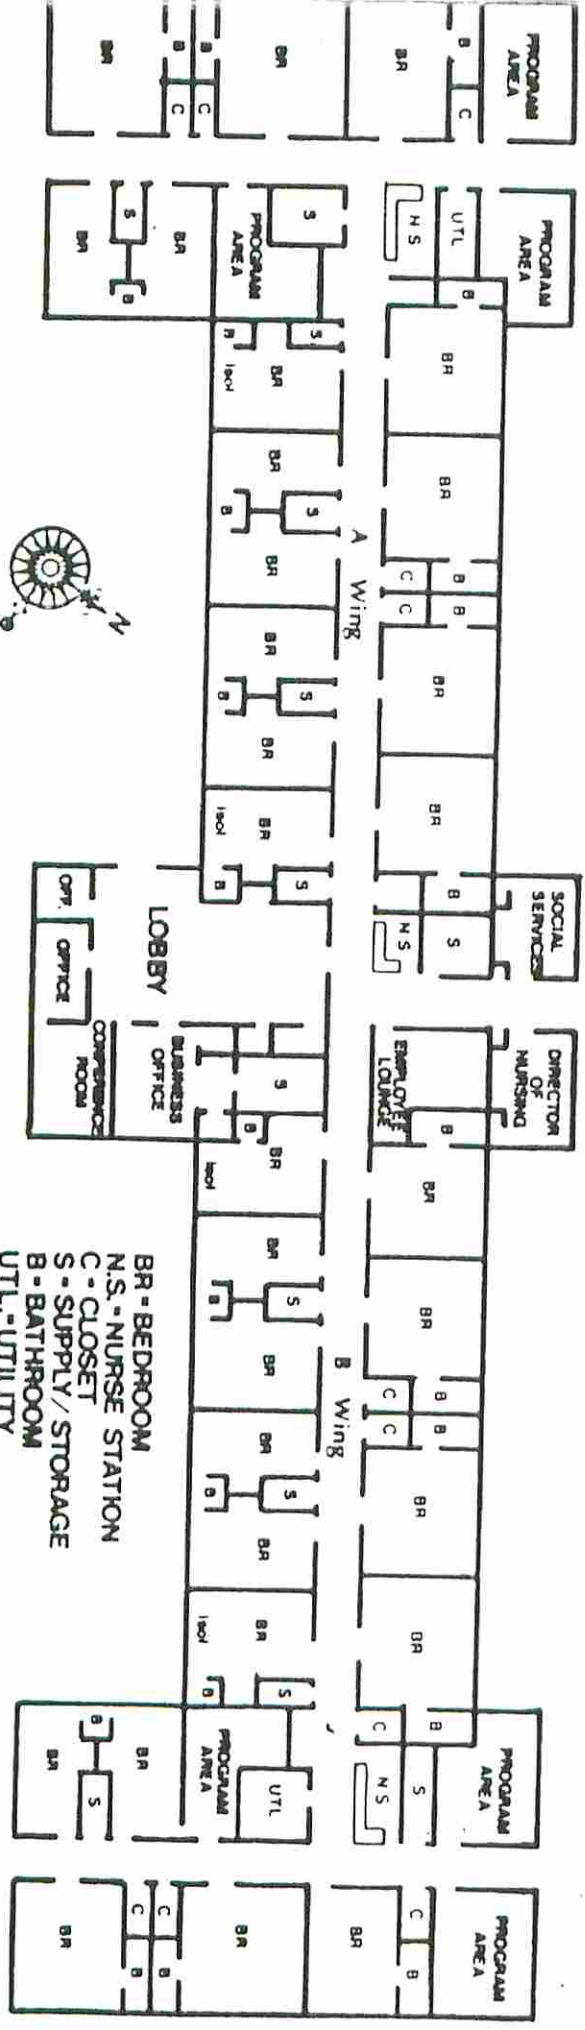 PROGRAM
AREA
B
C
BR
BR
B
B
C
C
BR
PROGRAM
AREA
UTL
N S
B
S
PROGRAM
AREA
BR
S
BR
B
BR
BR
C
C
B
B
BR
BR
S
B
BR
Isol
BR
S
B
BR
A Wing
BR
S
B
BR
BR
Isol
S
B
N
SOCIAL
SERVICES
B
S
N S
LOBBY
OFF.
OFFICE
CONFERENCE
ROOM
BUSINESS
OFFICE
DIRECTOR
OF
NURSING
EMPLOYEE
LOUNGE
B
S
B
BR
Isol
BR
BR
B
B
C
C
BR
BR
BR
S
B
BR
B Wing
BR
S
B
BR
BR
Isol
S
B
B
C
PROGRAM
AREA
S
N S
UTL
PROGRAM
AREA
BR
B
S
BR
PROGRAM
AREA
C
B
BR
BR
C
C
B
B
BR
BR = BEDROOM
N.S. = NURSE STATION
C - CLOSET
S - SUPPLY / STORAGE
B - BATHROOM
UTL. = UTILITY